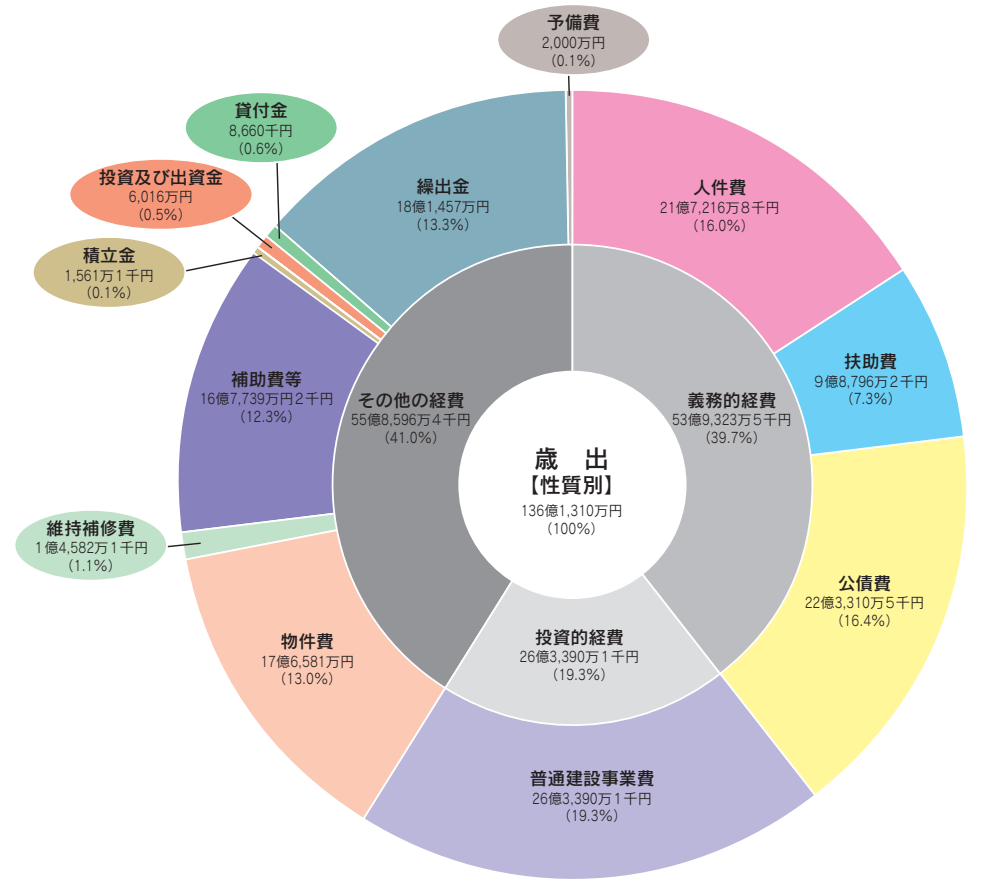 予備費
2,000万円
(0.1%)
貸付金
8,660千円
(0.6%)
投資及び出資金
6,016万円
(0.5%)
積立金
1,561万1千円
(0.1%)
繰出金
18億1,457万円
(13.3%)
人件費
21億7,216万8千円
(16.0%)
扶助費
9億8,796万2千円
(7.3%)
補助費等
16億7,739万円2千円
(12.3%)
その他の経費
55億8,596万4千円
(41.0%)
義務的経費
53億9,323万5千円
(39.7%)
歳 出
【性質別】
136億1,310万円
(100%)
維持補修費
1億4,582万1千円
(1.1%)
公債費
22億3,310万5千円
(16.4%)
物件費
17億6,581万円
(13.0%)
投資的経費
26億3,390万1千円
(19.3%)
普通建設事業費
26億3,390万1千円
(19.3%)